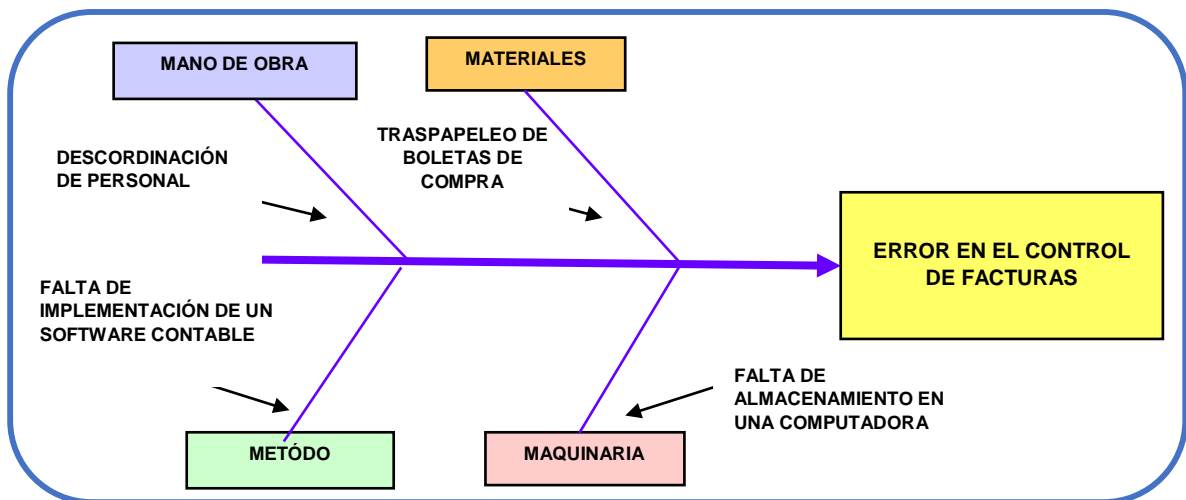 MANO DE OBRA
MATERIALES
DESCORDINACIÓN
DE PERSONAL
TRASPAPELEO DE
BOLETAS DE
COMPRA
ERROR EN EL CONTROL
DE FACTURAS
FALTA DE
IMPLEMENTACIÓN DE UN
SOFTWARE CONTABLE
FALTA DE
ALMACENAMIENTO EN
UNA COMPUTADORA
METÓDO
MAQUINARIA